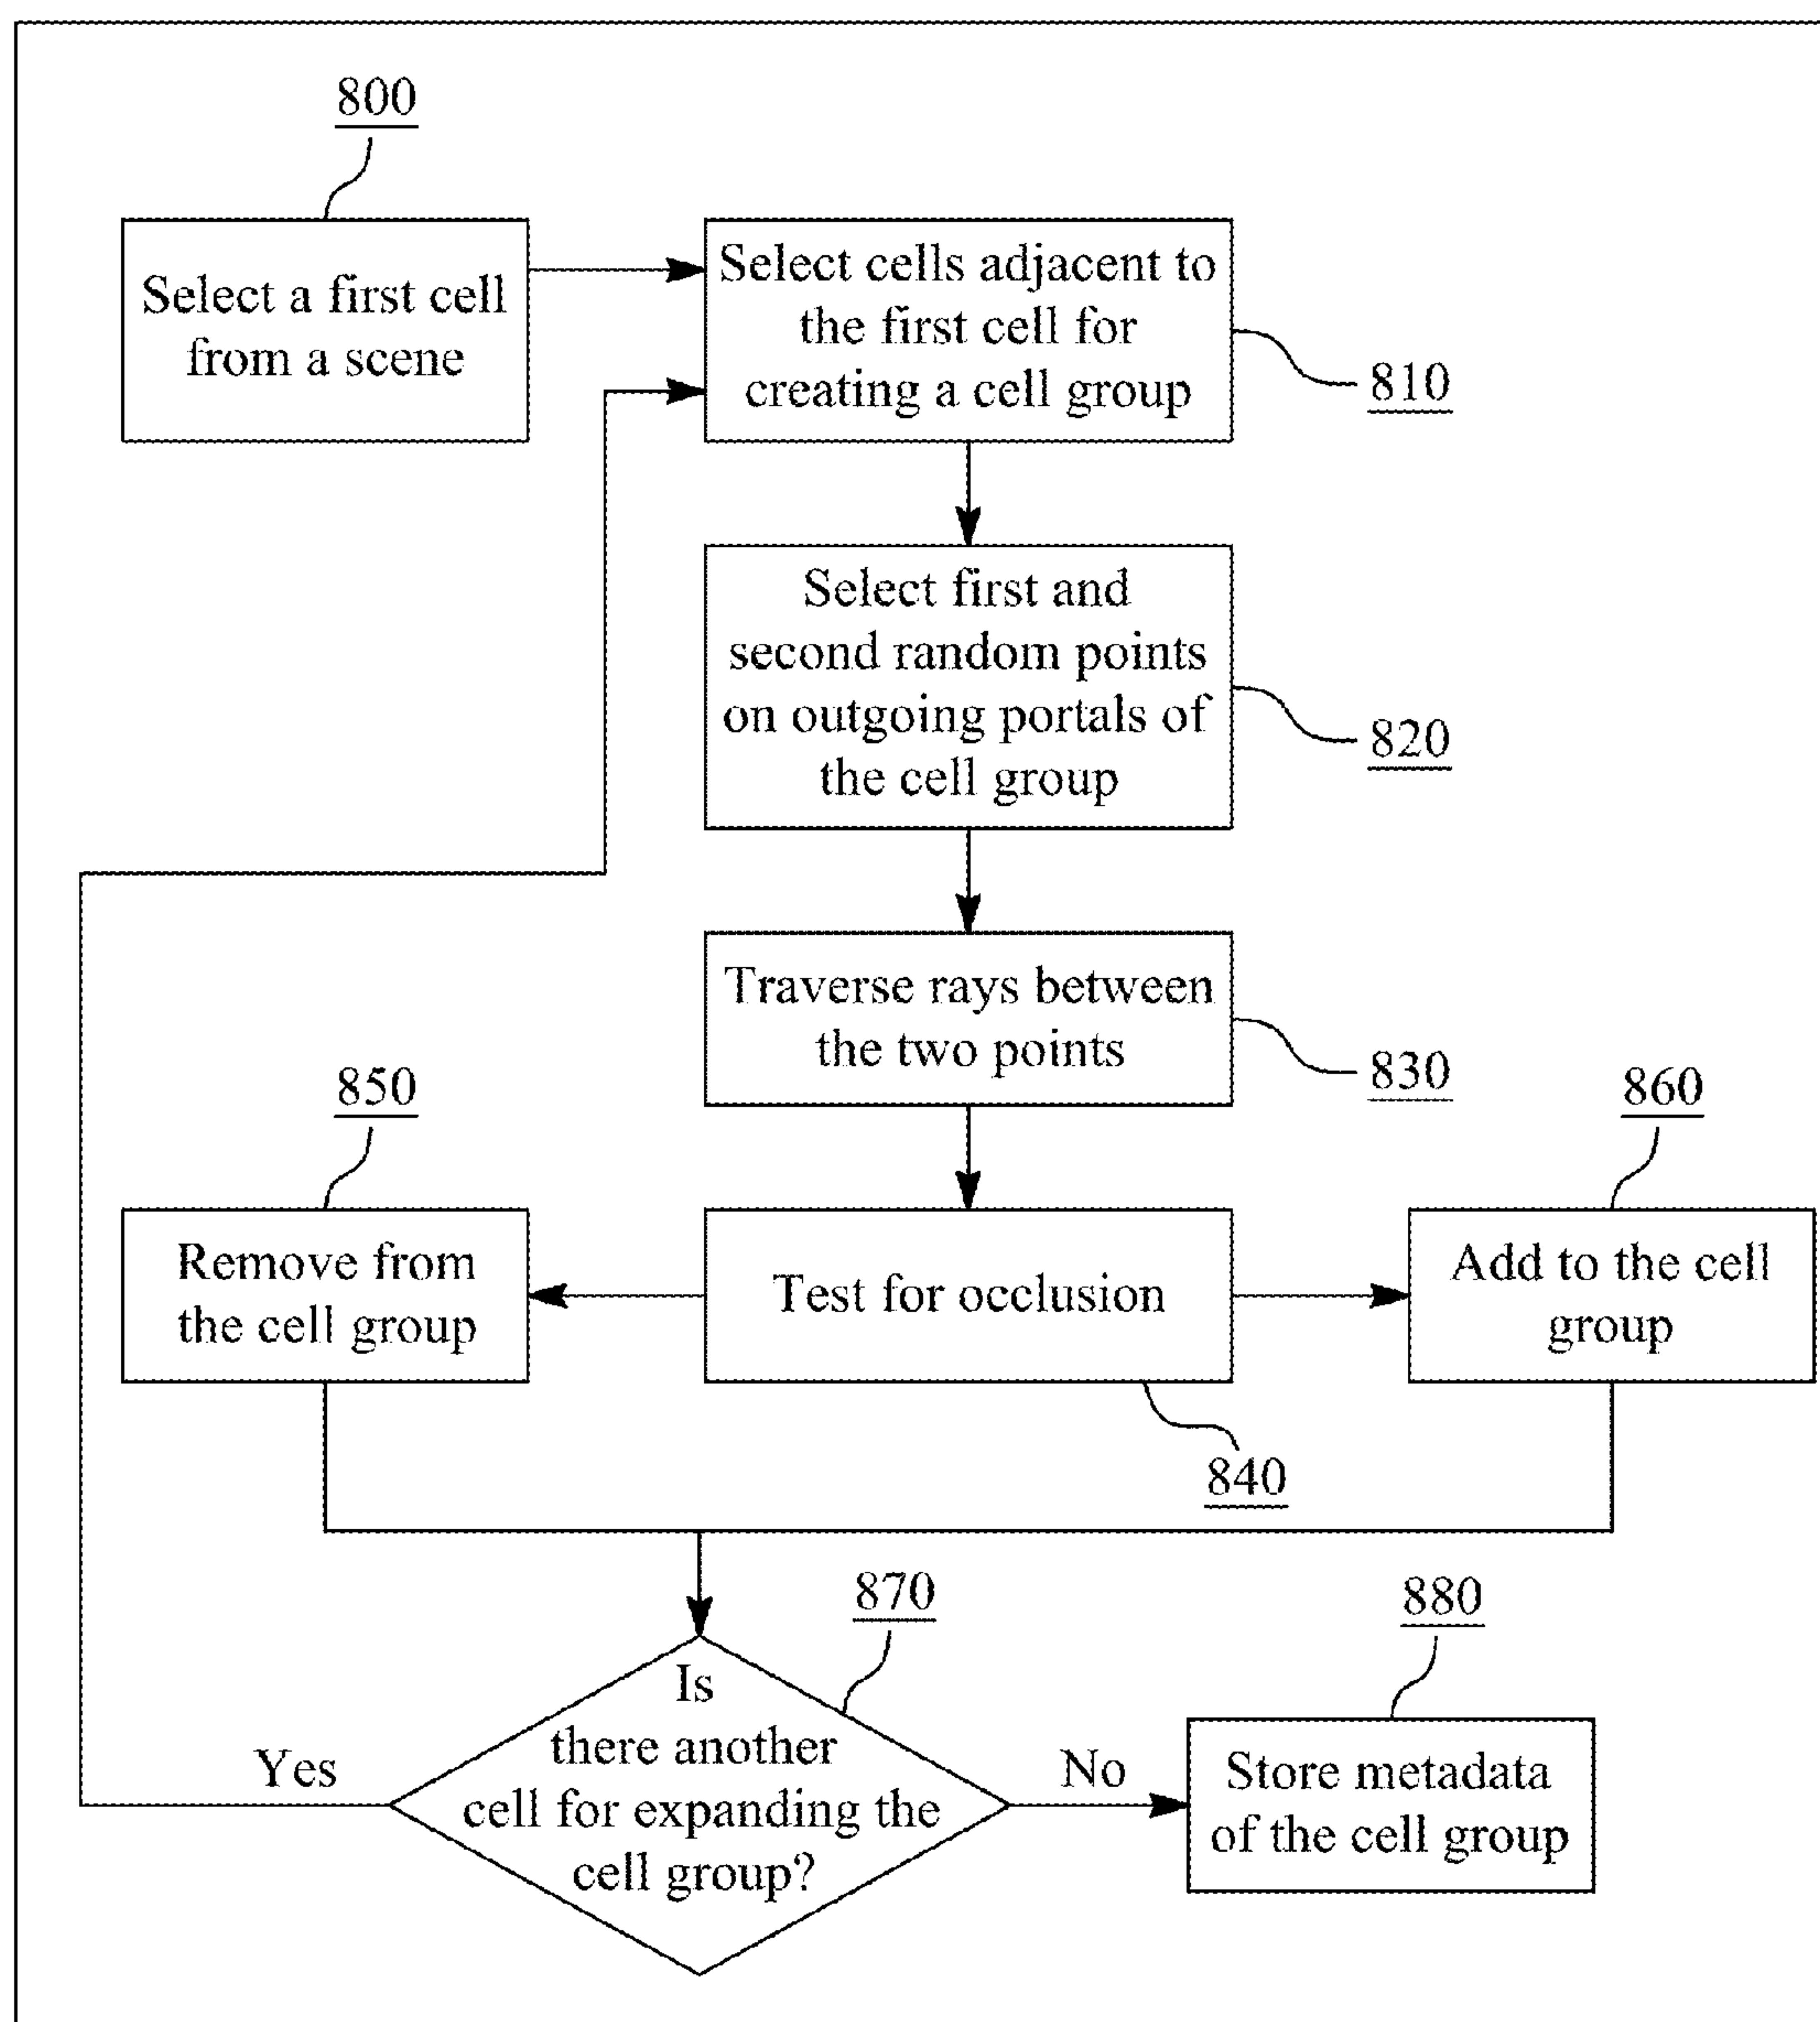 800
Select a first cell
from a scene
Select cells adjacent to
the first cell for
creating a cell group
810
Select first and
second random points
on outgoing portals of
the cell group
820
Traverse rays between
the two points
830
850
Remove from
the cell group
Test for occlusion
840
860
Add to the cell
group
870
Is
there another
cell for expanding the
cell group?
Yes
No
880
Store metadata
of the cell group